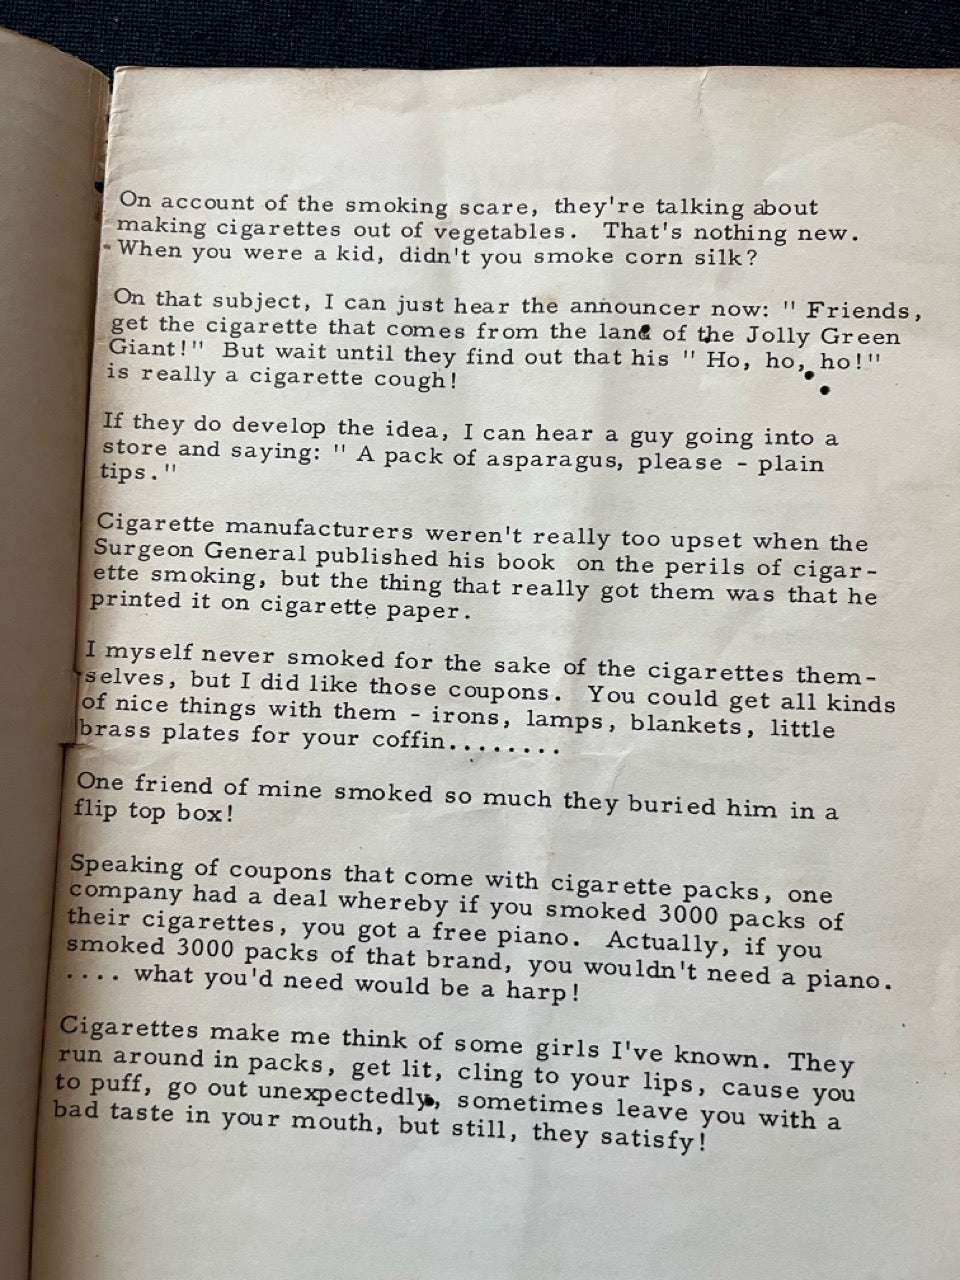 On account of the smoking scare, they're talking about
making cigarettes out of vegetables.  That's nothing new.
When you were a kid, didn't you smoke corn silk?
On that subject, I can just hear the announcer now: " Friends,
get the cigarette that comes from the land of the Jolly Green
Giant!"  But wait until they find out that his " Ho, ho, ho!"
is really a cigarette cough!
If they do develop the idea, I can hear a guy going into a
store and saying: " A pack of asparagus, please - plain
tips."
Cigarette manufacturers weren't really too upset when the
Surgeon General published his book  on the perils of cigar-
ette smoking, but the thing that really got them was that he
printed it on cigarette paper.
I myself never smoked for the sake of the cigarettes them-
selves, but I did like those coupons.  You could get all kinds
of nice things with them - irons, lamps, blankets, little
brass plates for your coffin........
One friend of mine smoked so much they buried him in a
flip top box!
Speaking of coupons that come with cigarette packs, one
company had a deal whereby if you smoked 3000 packs of
their cigarettes, you got a free piano.  Actually, if you
smoked 3000 packs of that brand, you wouldn't need a piano.
.... what you'd need would be a harp!
Cigarettes make me think of some girls I've known.  They
run around in packs, get lit, cling to your lips, cause you
to puff, go out unexpectedly, sometimes leave you with a
bad taste in your mouth, but still, they satisfy!